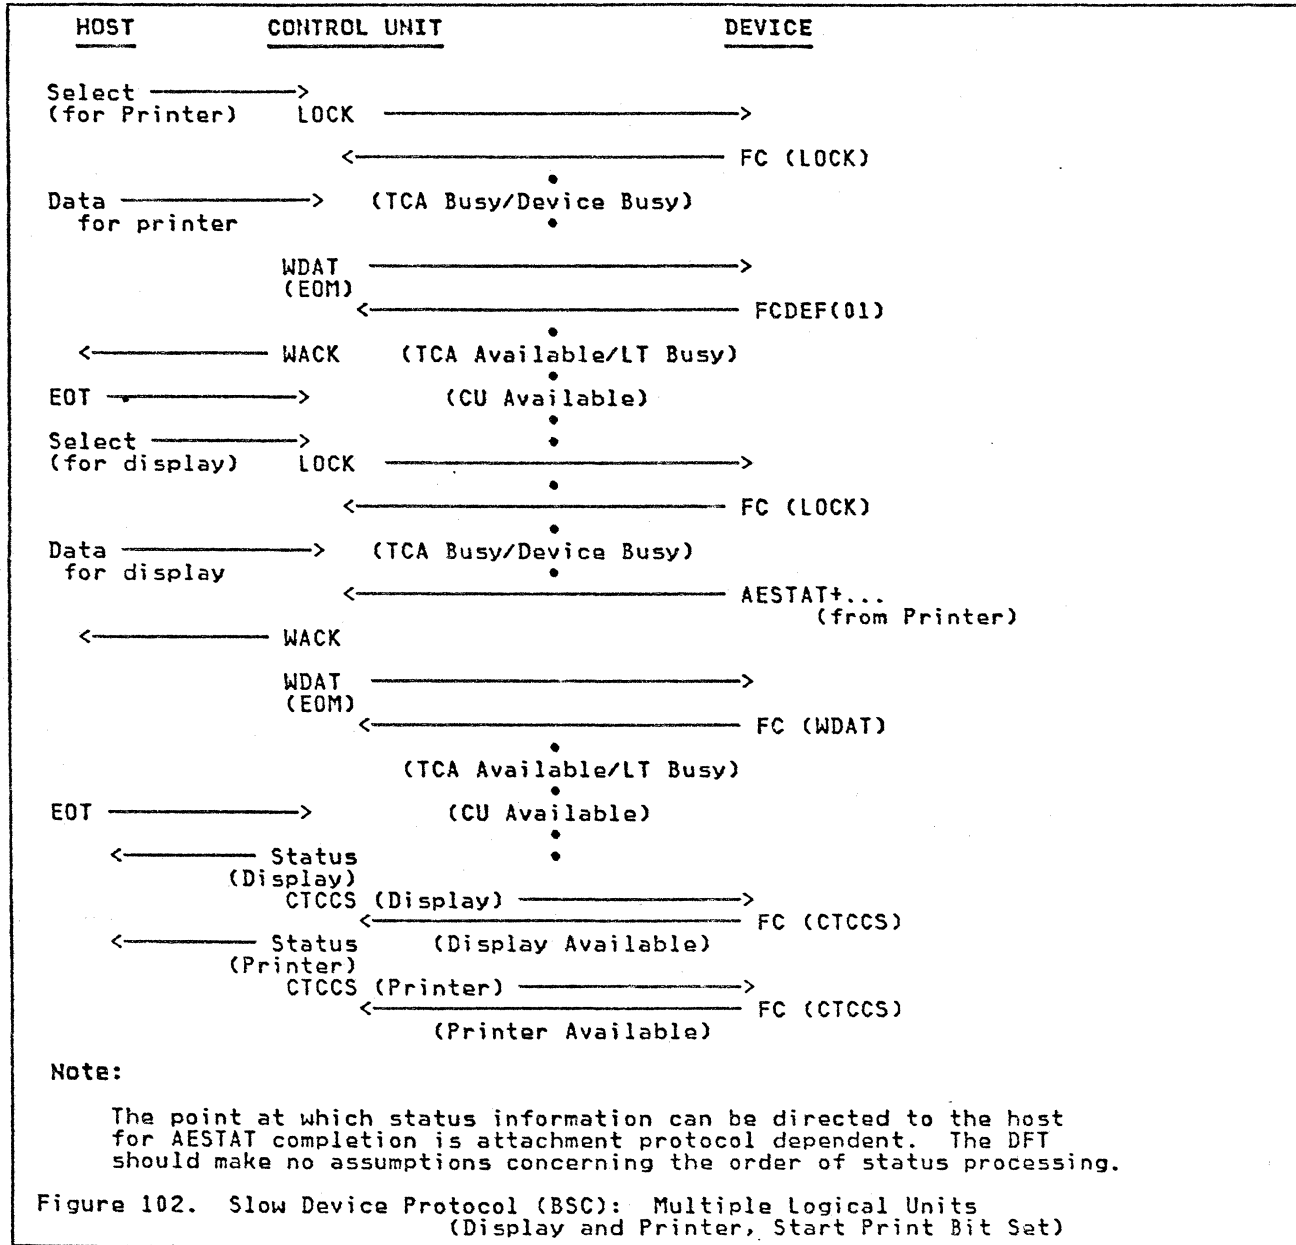 HOST CONTROL UNIT DEVICE
Select
(for Printer) LOCK
FC (LOCK)
Data (TCA Busy/Device Busy)
for printer
WDAT
(EOM)
FCDEF(01)
WACK (TCA Available/LT Busy)
EOT (CU Available)
Select
(for display) LOCK
FC (LOCK)
Data (TCA Busy/Device Busy)
for display
AESTAT+...
(from Printer)
WACK
WDAT
(EOM)
FC (WDAT)
(TCA Available/LT Busy)
EOT (CU Available)
Status
(Display)
CTCCS (Display)
FC (CTCCS)
Status (Display Available)
(Printer)
CTCCS (Printer)
FC (CTCCS)
(Printer Available)
Note:
The point at which status information can be directed to the host
for AESTAT completion is attachment protocol dependent. The DFT
should make no assumptions concerning the order of status processing.
Figure 102. Slow Device Protocol (BSC): Multiple Logical Units
(Display and Printer, Start Print Bit Set)